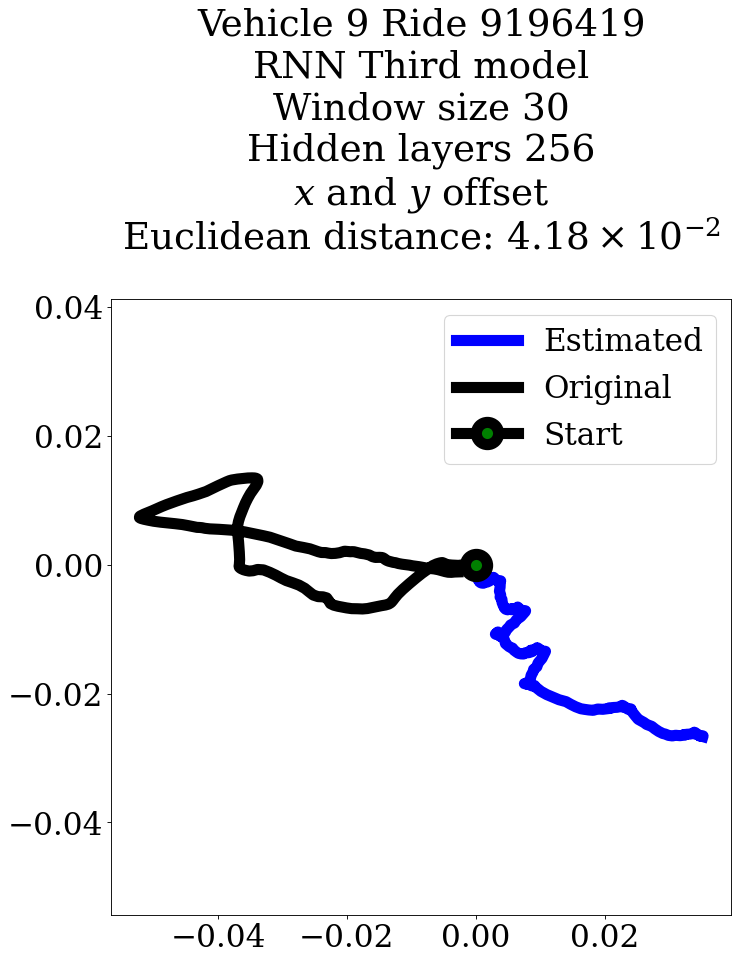 Vehicle 9 Ride 9196419
RNN Third model
Window size 30
Hidden layers 256
x and y offset
Euclidean distance: 4.18 × 10⁻²
0.04
0.02
0.00
−0.02
−0.04
Estimated
Original
Start
−0.04 −0.02 0.00 0.02